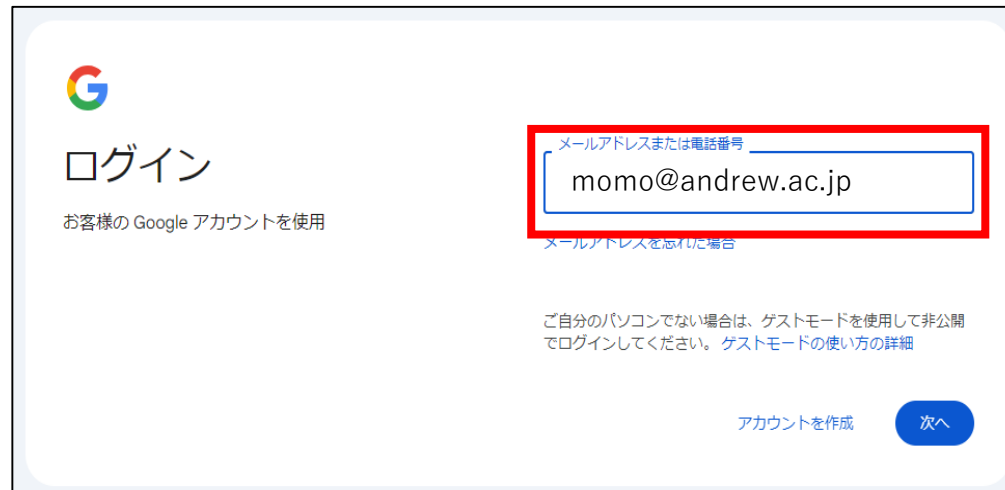 ログイン
お客様の Google アカウントを使用
メールアドレスまたは電話番号
momo@andrew.ac.jp
メールアドレスを忘れた場合
ご自分のパソコンでない場合は、ゲストモードを使用して非公開
でログインしてください。 ゲストモードの使い方の詳細
アカウントを作成
次へ